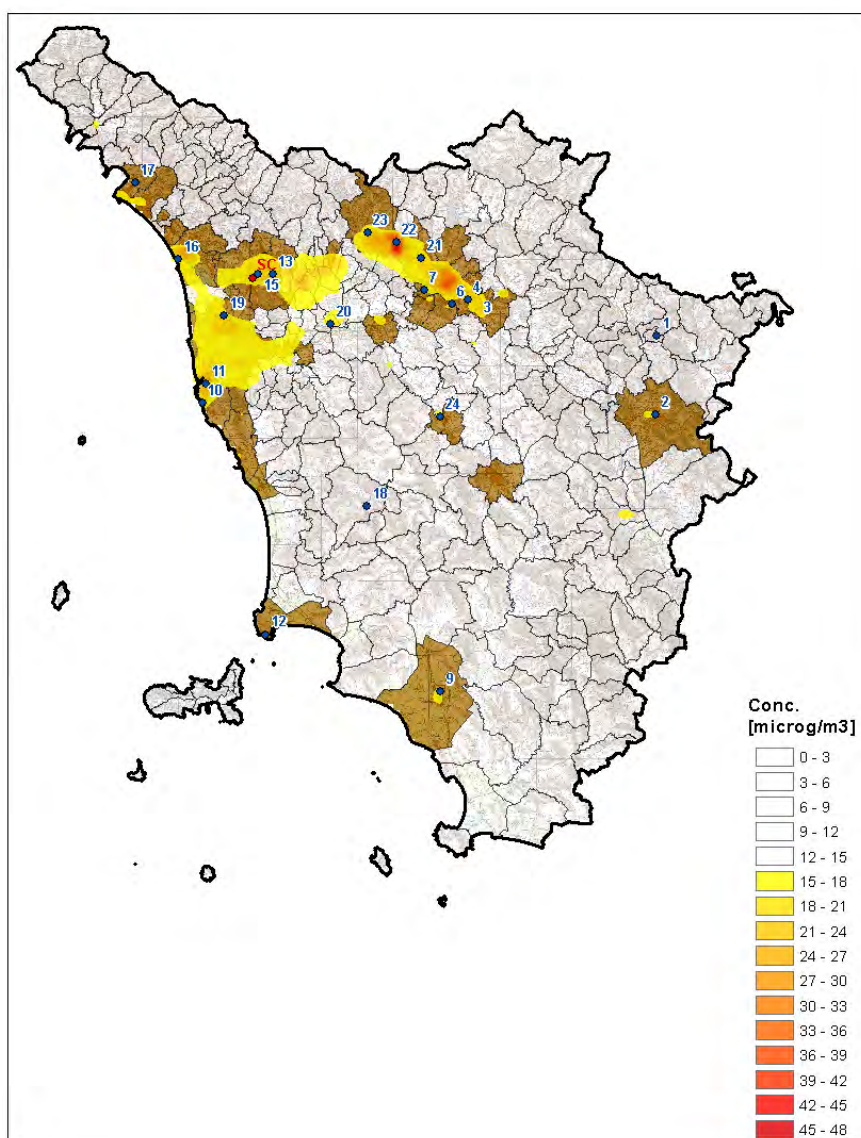 17
23
22
16
21
SC
13
7
15
4
6
19
3
20
1
11
10
2
24
18
12
9
Conc.
[microg/m3]
0 - 3
3 - 6
6 - 9
9 - 12
12 - 15
15 - 18
18 - 21
21 - 24
24 - 27
27 - 30
30 - 33
33 - 36
36 - 39
39 - 42
42 - 45
45 - 48